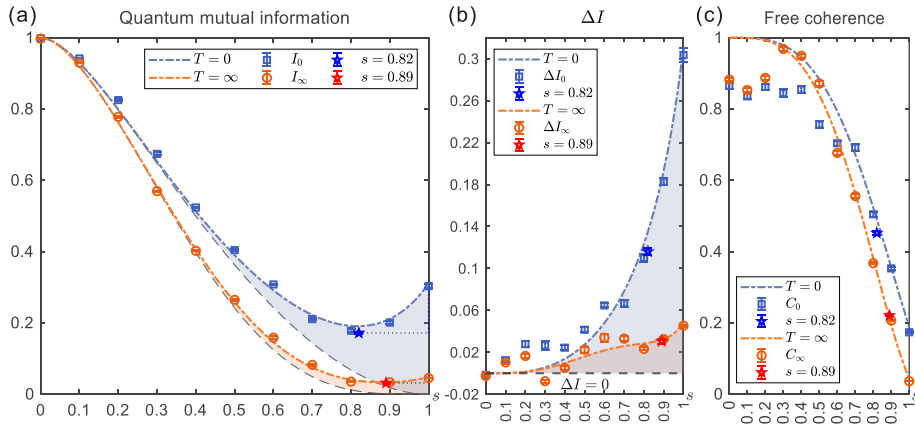 (a) Quantum mutual information
T = 0 I₀ s = 0.82
T = ∞ I∞ s = 0.89
1
0.8
0.6
0.4
0.2
0
0 0.1 0.2 0.3 0.4 0.5 0.6 0.7 0.8 0.9 1 s
(b) ΔI
T = 0
ΔI₀
s = 0.82
T = ∞
ΔI∞
s = 0.89
0.3
0.26
0.22
0.18
0.14
0.1
0.06
0.02
-0.02
ΔI = 0
0 0.1 0.2 0.3 0.4 0.5 0.6 0.7 0.8 0.9 1 s
(c) Free coherence
1
0.8
0.6
0.4
0.2
0
T = 0
C₀
s = 0.82
T = ∞
C∞
s = 0.89
0 0.1 0.2 0.3 0.4 0.5 0.6 0.7 0.8 0.9 1 s